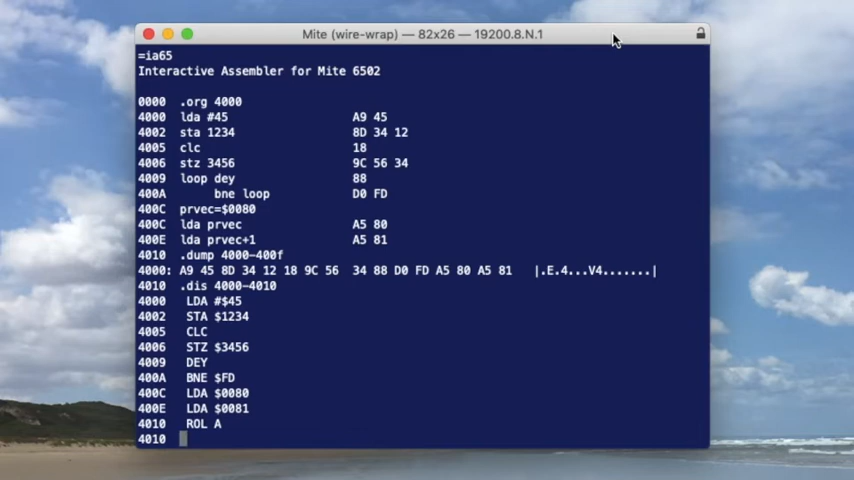 Mite (wire-wrap) — 82x26 — 19200.8.N.1
=ia65
Interactive Assembler for Mite 6502
0000 .org 4000
4000 lda #45 A9 45
4002 sta 1234 8D 34 12
4005 clc 18
4006 stz 3456 9C 56 34
4009 loop dey 88
400A bne loop D0 FD
400C prvec=$0080
400C lda prvec A5 80
400E lda prvec+1 A5 81
4010 .dump 4000-400f
4000: A9 45 8D 34 12 18 9C 56 34 88 D0 FD A5 80 A5 81 |.E.4...V4.......|
4010 .dis 4000-4010
4000 LDA #$45
4002 STA $1234
4005 CLC
4006 STZ $3456
4009 DEY
400A BNE $FD
400C LDA $0080
400E LDA $0081
4010 ROL A
4010